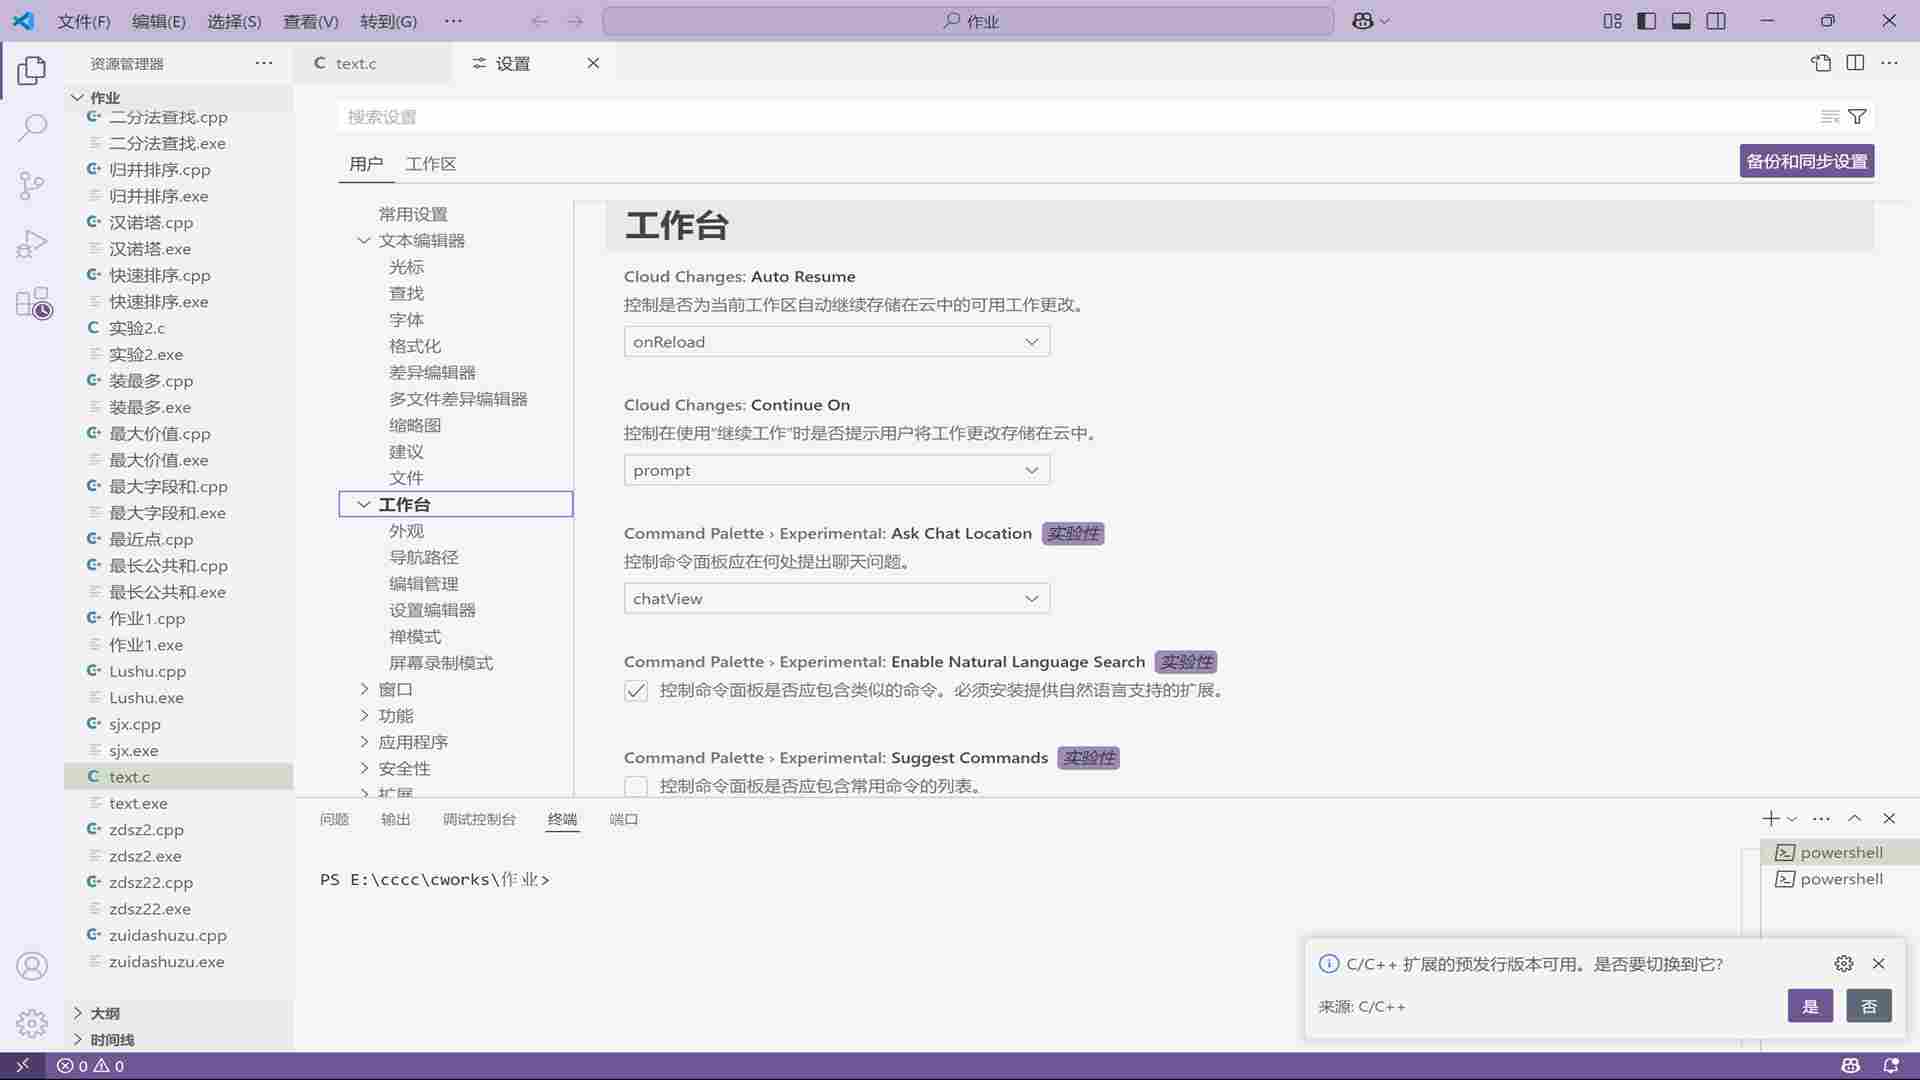 文件(F) 编辑(E) 选择(S) 查看(V) 转到(G) ··· 作业
资源管理器 ···
text.c 设置
作业
二分法查找.cpp
二分法查找.exe
归并排序.cpp
归并排序.exe
汉诺塔.cpp
汉诺塔.exe
快速排序.cpp
快速排序.exe
实验2.c
实验2.exe
装最多.cpp
装最多.exe
最大价值.cpp
最大价值.exe
最大字段和.cpp
最大字段和.exe
最近点.cpp
最长公共和.cpp
最长公共和.exe
作业1.cpp
作业1.exe
Lushu.cpp
Lushu.exe
sjx.cpp
sjx.exe
text.c
text.exe
zdsz2.cpp
zdsz2.exe
zdsz22.cpp
zdsz22.exe
zuidashuzu.cpp
zuidashuzu.exe
大纲
时间线
搜索设置
用户 工作区
备份和同步设置
常用设置
文本编辑器
光标
查找
字体
格式化
差异编辑器
多文件差异编辑器
缩略图
建议
文件
工作台
外观
导航路径
编辑管理
设置编辑器
禅模式
屏幕录制模式
窗口
功能
应用程序
安全性
扩展
工作台
Cloud Changes: Auto Resume
控制是否为当前工作区自动继续存储在云中的可用工作更改。
onReload
Cloud Changes: Continue On
控制在使用“继续工作”时是否提示用户将工作更改存储在云中。
prompt
Command Palette › Experimental: Ask Chat Location 实验性
控制命令面板应在何处提出聊天问题。
chatView
Command Palette › Experimental: Enable Natural Language Search 实验性
控制命令面板是否应包含类似的命令。必须安装提供自然语言支持的扩展。
Command Palette › Experimental: Suggest Commands 实验性
控制命令面板是否应包含常用命令的列表。
问题 输出 调试控制台 终端 端口
PS E:\cccc\cworks\作业>
powershell
powershell
C/C++ 扩展的预发行版本可用。是否要切换到它?
来源: C/C++
是 否
0 0